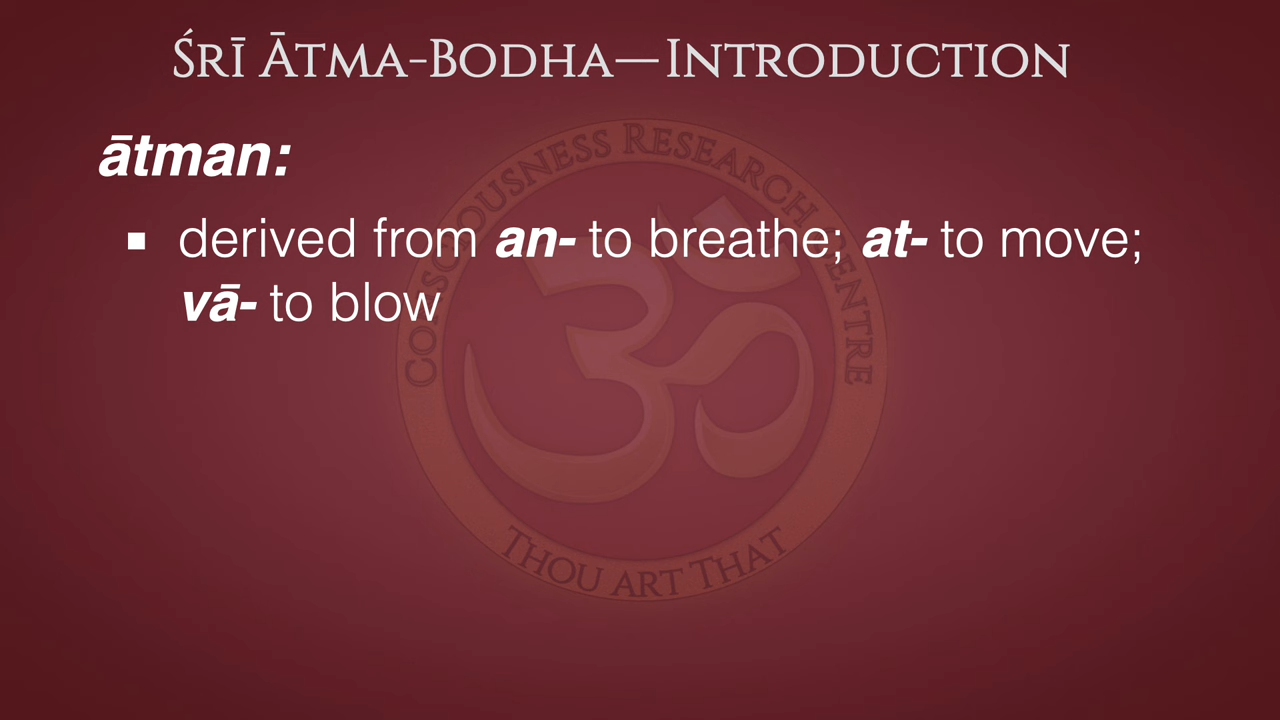 Śrī Ātma-Bodha—Introduction
ātman:
▪ derived from an- to breathe; at- to move;
vā- to blow
Consciousness Research Centre
Thou art That
ॐ